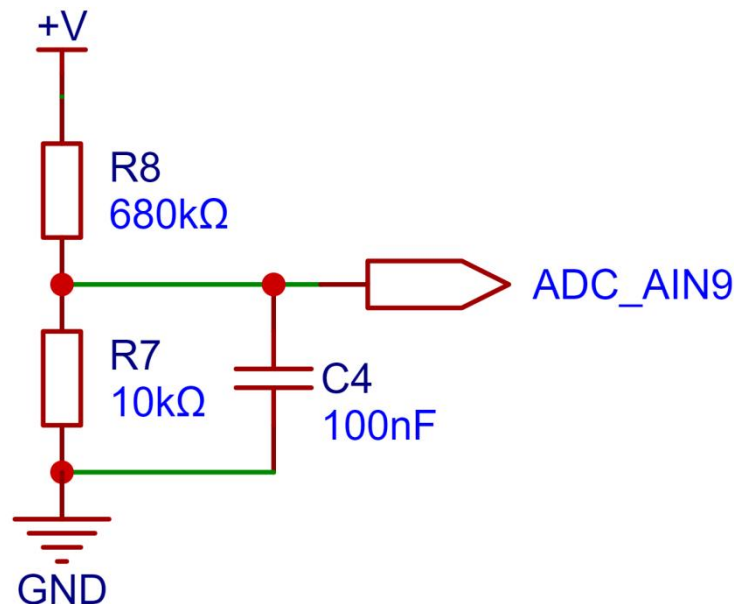 +V
R8
680kΩ
ADC_AIN9
R7
10kΩ
C4
100nF
GND